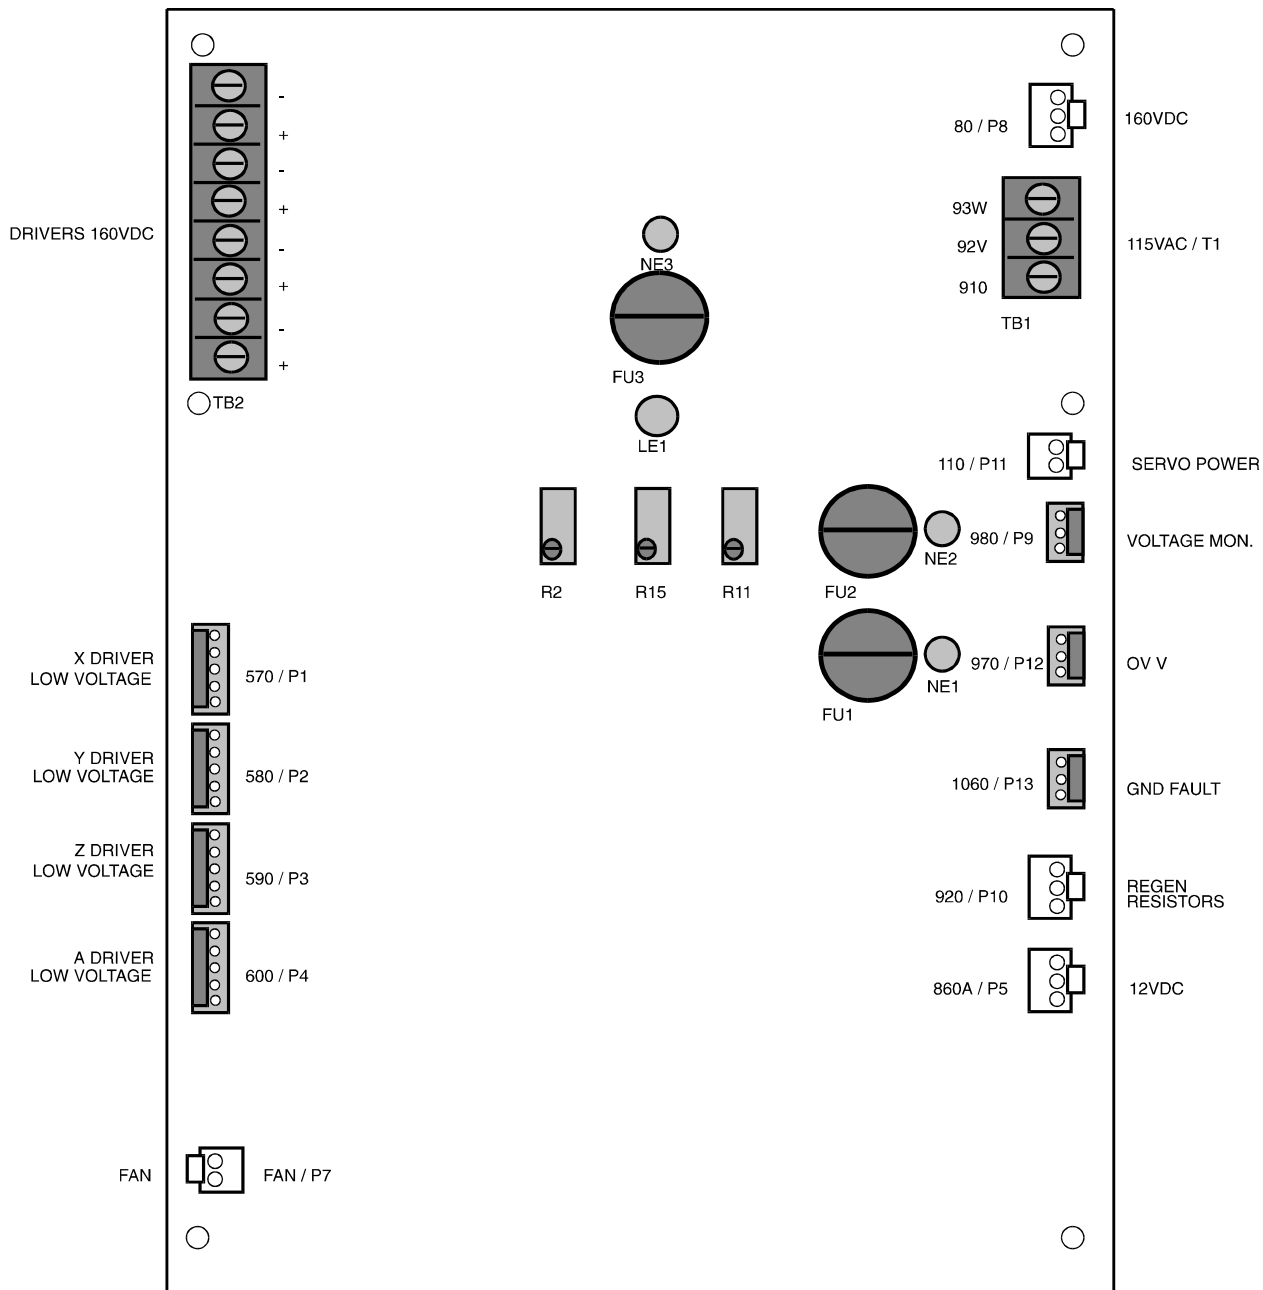 -
+
-
+
-
+
-
+
DRIVERS 160VDC
TB2
80 / P8
160VDC
93W
92V
910
115VAC / T1
TB1
NE3
FU3
LE1
110 / P11
SERVO POWER
980 / P9
VOLTAGE MON.
R2
R15
R11
FU2
NE2
970 / P12
OV V
FU1
NE1
X DRIVER
LOW VOLTAGE
570 / P1
Y DRIVER
LOW VOLTAGE
580 / P2
1060 / P13
GND FAULT
Z DRIVER
LOW VOLTAGE
590 / P3
920 / P10
REGEN
RESISTORS
A DRIVER
LOW VOLTAGE
600 / P4
860A / P5
12VDC
FAN
FAN / P7